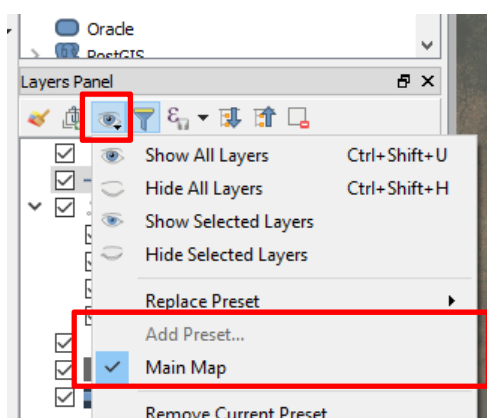 Oracle
PostGIS
Layers Panel
Show All Layers Ctrl+Shift+U
Hide All Layers Ctrl+Shift+H
Show Selected Layers
Hide Selected Layers
Replace Preset
Add Preset...
Main Map
Remove Current Preset